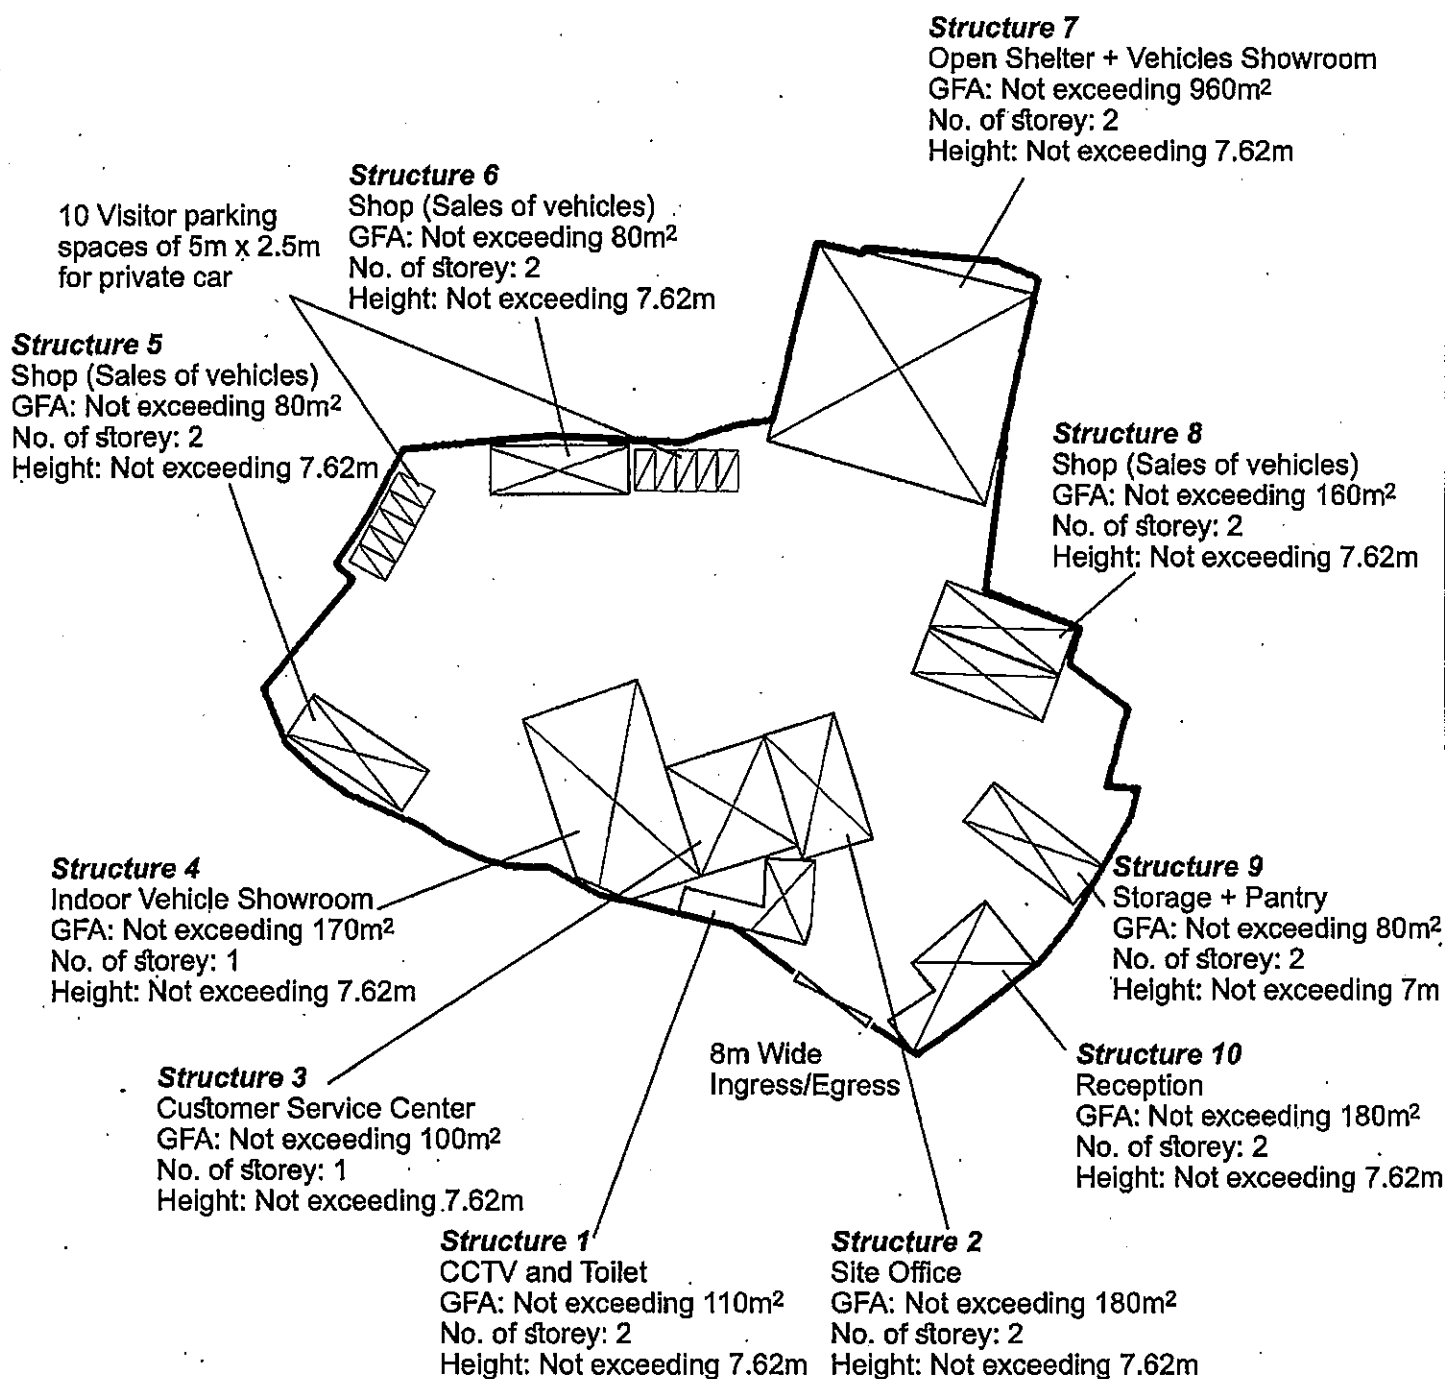 Structure 7
Open Shelter + Vehicles Showroom
GFA: Not exceeding 960m²
No. of storey: 2
Height: Not exceeding 7.62m
Structure 6
Shop (Sales of vehicles)
GFA: Not exceeding 80m²
No. of storey: 2
Height: Not exceeding 7.62m
10 Visitor parking
spaces of 5m x 2.5m
for private car
Structure 5
Shop (Sales of vehicles)
GFA: Not exceeding 80m²
No. of storey: 2
Height: Not exceeding 7.62m
Structure 8
Shop (Sales of vehicles)
GFA: Not exceeding 160m²
No. of storey: 2
Height: Not exceeding 7.62m
Structure 4
Indoor Vehicle Showroom
GFA: Not exceeding 170m²
No. of storey: 1
Height: Not exceeding 7.62m
Structure 9
Storage + Pantry
GFA: Not exceeding 80m²
No. of storey: 2
Height: Not exceeding 7m
8m Wide
Ingress/Egress
Structure 10
Reception
GFA: Not exceeding 180m²
No. of storey: 2
Height: Not exceeding 7.62m
Structure 3
Customer Service Center
GFA: Not exceeding 100m²
No. of storey: 1
Height: Not exceeding 7.62m
Structure 1
CCTV and Toilet
GFA: Not exceeding 110m²
No. of storey: 2
Height: Not exceeding 7.62m
Structure 2
Site Office
GFA: Not exceeding 180m²
No. of storey: 2
Height: Not exceeding 7.62m